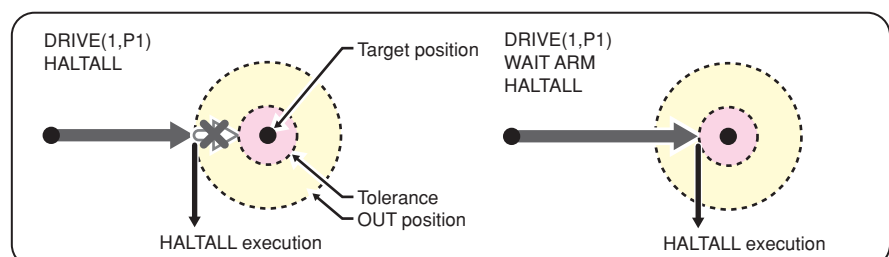 DRIVE(1,P1)
HALTALL
Target position
Tolerance
OUT position
HALTALL execution
DRIVE(1,P1)
WAIT ARM
HALTALL
HALTALL execution